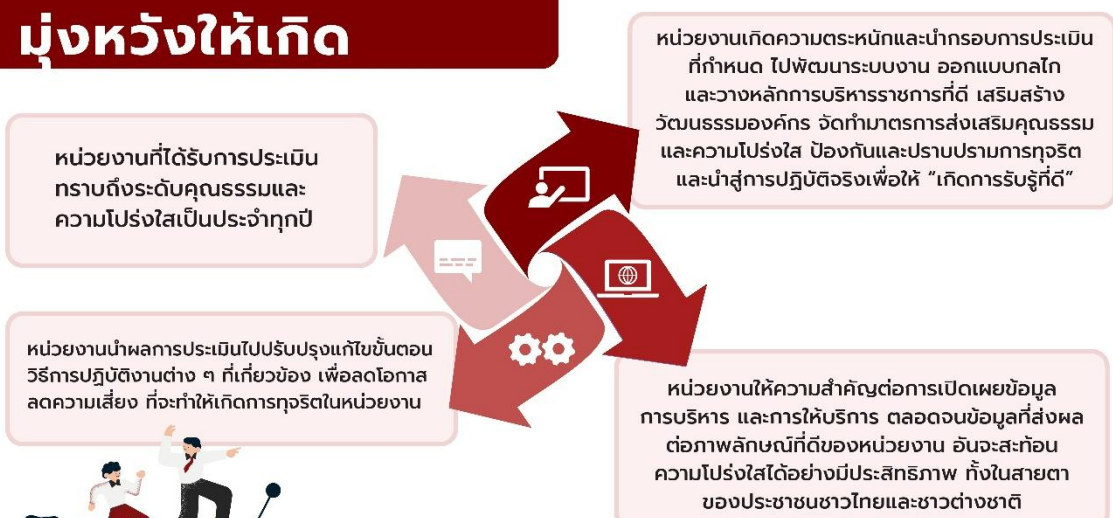 มุ่งหวังให้เกิด
หน่วยงานที่ได้รับการประเมิน
ทราบถึงระดับคุณธรรมและ
ความโปร่งใสเป็นประจำทุกปี
หน่วยงานเกิดความตระหนักและนำกรอบการประเมิน
ที่กำหนด ไปพัฒนาระบบงาน ออกแบบกลไก
และวางหลักการบริหารราชการที่ดี เสริมสร้าง
วัฒนธรรมองค์กร จัดทำมาตรการส่งเสริมคุณธรรม
และความโปร่งใส ป้องกันและปราบปรามการทุจริต
และนำสู่การปฏิบัติจริงเพื่อให้ “เกิดการรับรู้ที่ดี”
หน่วยงานนำผลการประเมินไปปรับปรุงแก้ไขขั้นตอน
วิธีการปฏิบัติงานต่าง ๆ ที่เกี่ยวข้อง เพื่อลดโอกาส
ลดความเสี่ยง ที่จะทำให้เกิดการทุจริตในหน่วยงาน
หน่วยงานให้ความสำคัญต่อการเปิดเผยข้อมูล
การบริหาร และการให้บริการ ตลอดจนข้อมูลที่ส่งผล
ต่อภาพลักษณ์ที่ดีของหน่วยงาน อันจะสะท้อน
ความโปร่งใสได้อย่างมีประสิทธิภาพ ทั้งในสายตา
ของประชาชนชาวไทยและชาวต่างชาติ